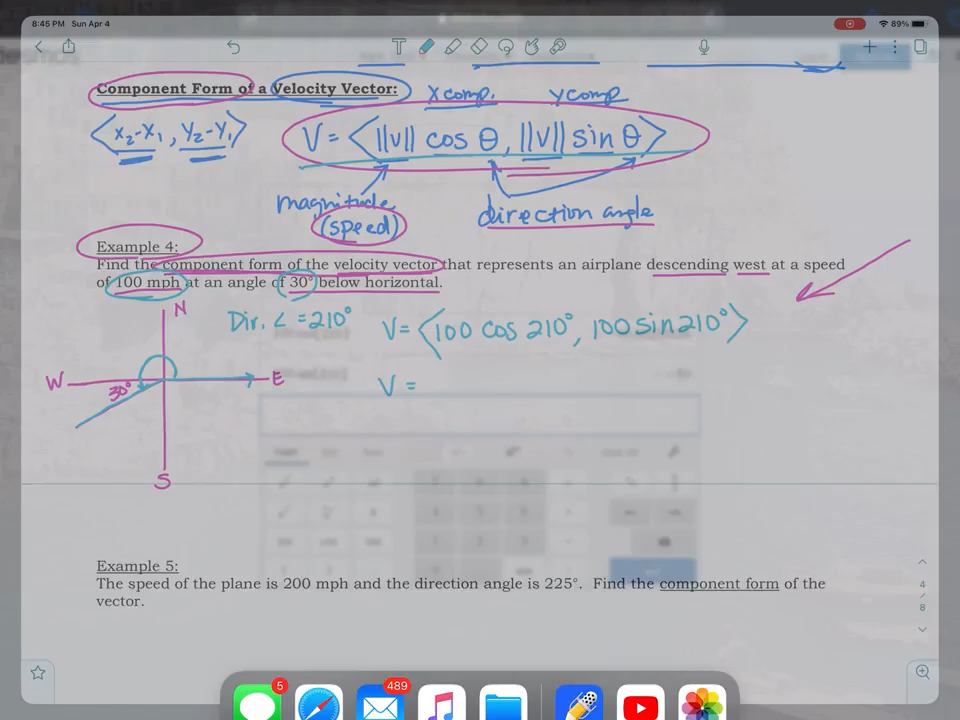 8:45 PM Sun Apr 4
89%
T
Component Form of a Velocity Vector:
X comp. Y comp
⟨x₂-x₁, y₂-y₁⟩ V = ⟨||v|| cos θ, ||v|| sin θ⟩
magnitude
(speed) direction angle
Example 4:
Find the component form of the velocity vector that represents an airplane descending west at a speed
of 100 mph at an angle of 30° below horizontal.
N
Dir. ∠ = 210° V = ⟨100 cos 210°, 100 sin 210°⟩
W E
30°
V =
S
Example 5:
The speed of the plane is 200 mph and the direction angle is 225°. Find the component form of the
vector.
4
/
8
5
489